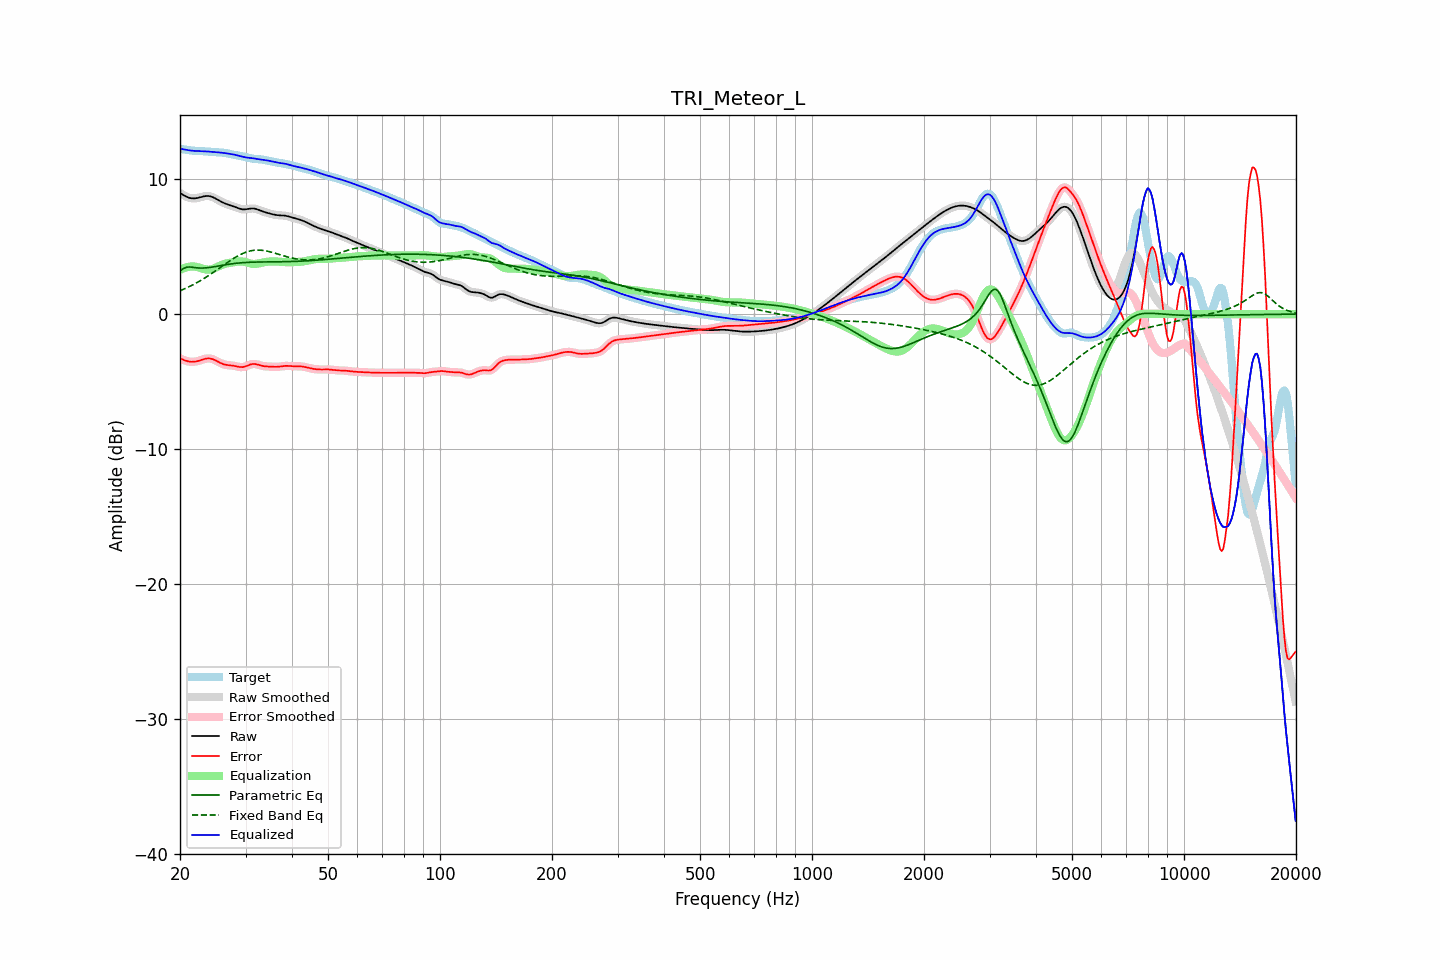 TRI_Meteor_L
Amplitude (dBr)
10
0
−10
−20
−30
−40
Target
Raw Smoothed
Error Smoothed
Raw
Error
Equalization
Parametric Eq
Fixed Band Eq
Equalized
20 50 100 200 500 1000 2000 5000 10000 20000
Frequency (Hz)